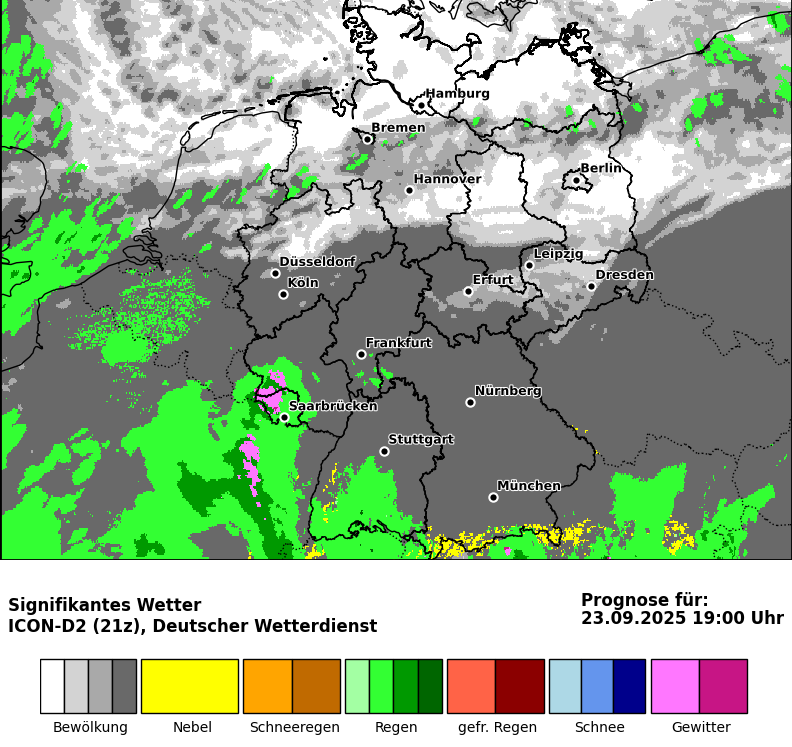 Hamburg
Bremen
Berlin
Hannover
Leipzig
Düsseldorf
Dresden
Köln
Erfurt
Frankfurt
Nürnberg
Saarbrücken
Stuttgart
München
Signifikantes Wetter
ICON-D2 (21z), Deutscher Wetterdienst
Prognose für:
23.09.2025 19:00 Uhr
Bewölkung Nebel Schneeregen Regen gefr. Regen Schnee Gewitter